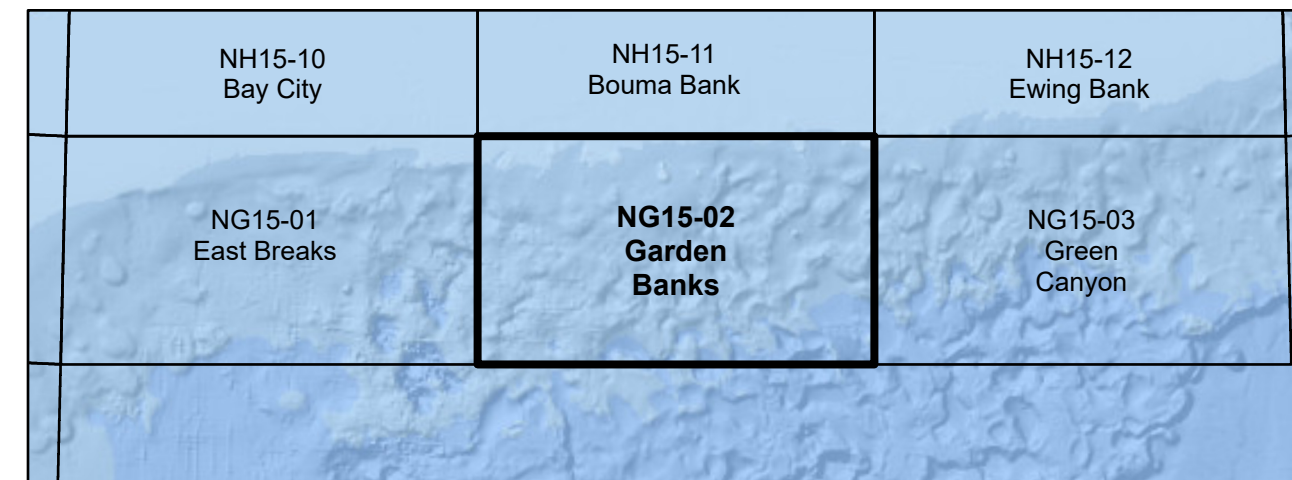 NH15-10
Bay City
NH15-11
Bouma Bank
NH15-12
Ewing Bank
NG15-01
East Breaks
NG15-02
Garden
Banks
NG15-03
Green
Canyon